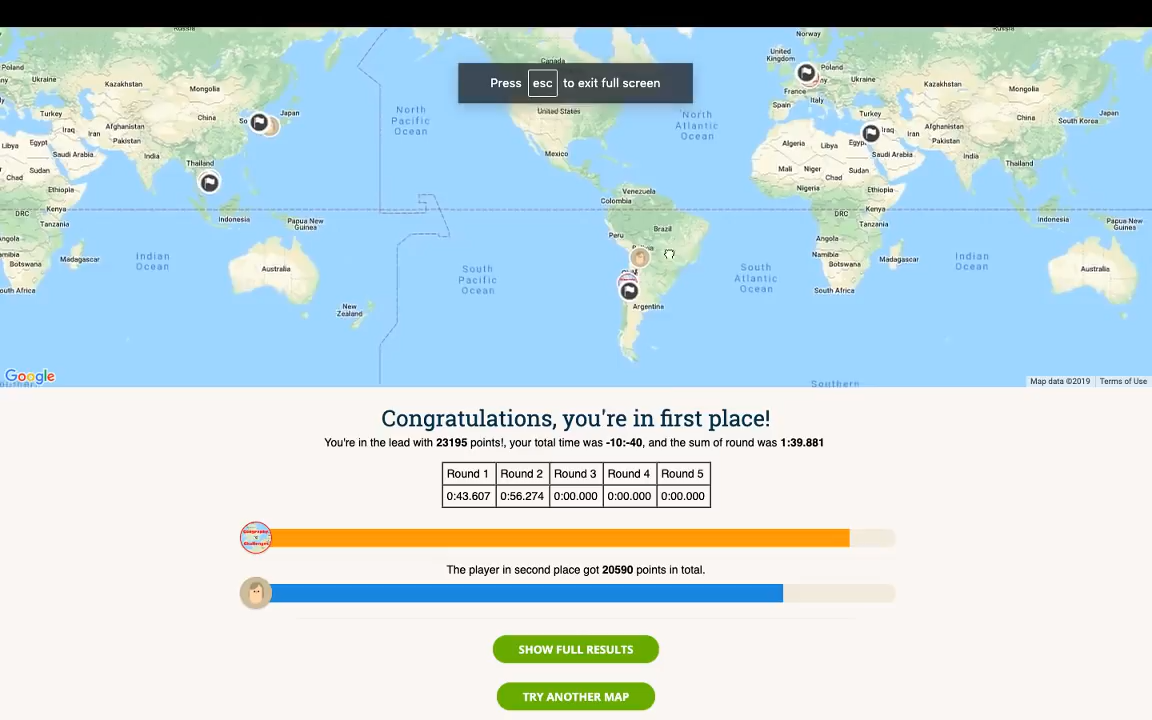 Russia
Norway
Russia
Canada
United
Kingdom
Poland
Ukraine
Kazakhstan
Mongolia
Press esc to exit full screen
Poland
Ukraine
Kazakhstan
Mongolia
France
Italy
Spain
Turkey
China
Japan
North
Pacific
Ocean
United States
North
Atlantic
Ocean
Turkey
China
Japan
South Korea
Iraq
Iran
Afghanistan
Pakistan
Iraq
Iran
Afghanistan
Pakistan
Libya
Egypt
Saudi Arabia
India
Mexico
Algeria
Libya
Egypt
Saudi Arabia
India
Sudan
Chad
Thailand
Mali
Niger
Chad
Sudan
Thailand
Ethiopia
Venezuela
Colombia
Nigeria
Ethiopia
DRC
Kenya
Tanzania
Indonesia
Papua New
Guinea
Peru
Brazil
DRC
Kenya
Tanzania
Indonesia
Papua New
Guinea
Angola
Botswana
Madagascar
Indian
Ocean
Australia
South
Pacific
Ocean
South
Atlantic
Ocean
Angola
Namibia
Botswana
Madagascar
Indian
Ocean
Australia
South Africa
New
Zealand
Argentina
Google
Southern
Map data ©2019
Terms of Use
Congratulations, you're in first place!
You're in the lead with 23195 points!, your total time was -10:-40, and the sum of round was 1:39.881
Round 1 Round 2 Round 3 Round 4 Round 5
0:43.607 0:56.274 0:00.000 0:00.000 0:00.000
Geography
Challenges
The player in second place got 20590 points in total.
SHOW FULL RESULTS
TRY ANOTHER MAP